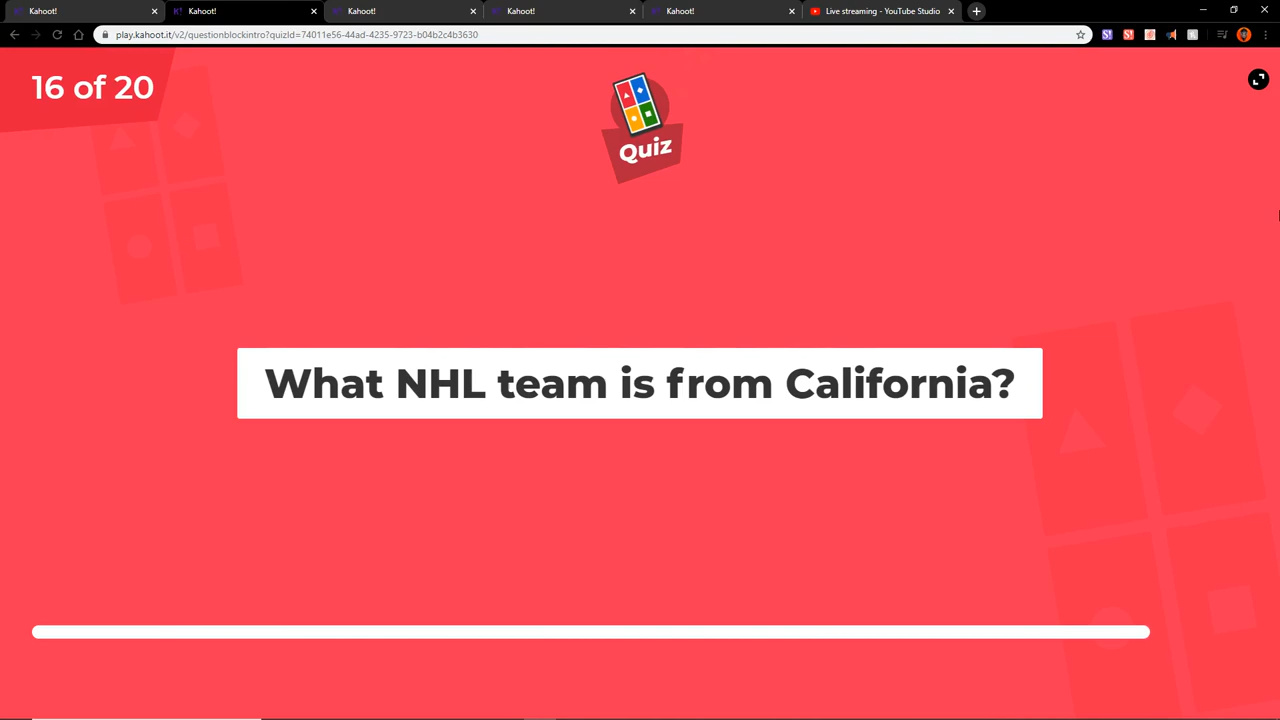 Kahoot!
Kahoot!
Kahoot!
Kahoot!
Kahoot!
Live streaming - YouTube Studio
play.kahoot.it/v2/questionblockintro?quizId=74011e56-44ad-4235-9723-b04b2c4b3630
16 of 20
Quiz
What NHL team is from California?